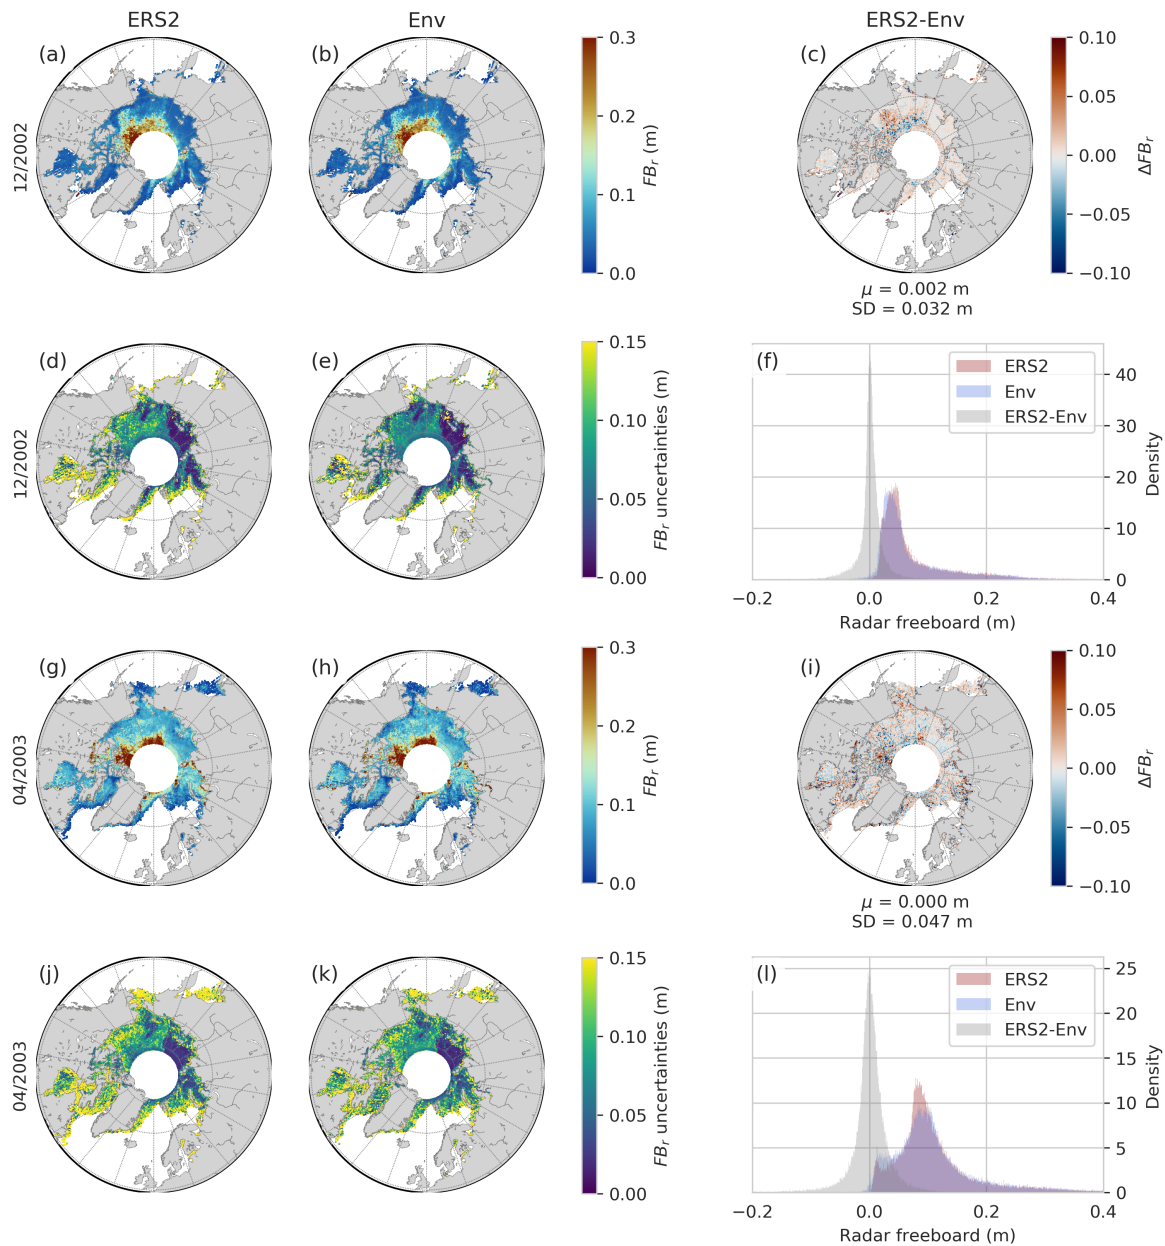 ERS2
Env
ERS2-Env
(a)
(b)
(c)
12/2002
0.3
0.2
0.1
0.0
FBr (m)
0.10
0.05
0.00
−0.05
−0.10
ΔFBr
μ = 0.002 m
SD = 0.032 m
(d)
(e)
12/2002
0.15
0.10
0.05
0.00
FBr uncertainties (m)
(f)
ERS2
Env
ERS2-Env
40
30
20
10
0
Density
−0.2
0.0
0.2
0.4
Radar freeboard (m)
(g)
(h)
(i)
04/2003
0.3
0.2
0.1
0.0
FBr (m)
0.10
0.05
0.00
−0.05
−0.10
ΔFBr
μ = 0.000 m
SD = 0.047 m
(j)
(k)
04/2003
0.15
0.10
0.05
0.00
FBr uncertainties (m)
(l)
ERS2
Env
ERS2-Env
25
20
15
10
5
0
Density
−0.2
0.0
0.2
0.4
Radar freeboard (m)